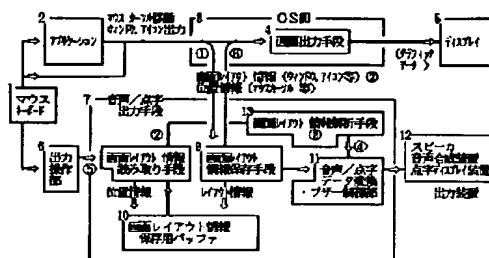 2
アプリケーション
マウス カーソル移動
ウィンドウ、アイコン出力
3
OS部
4
画面出力手段
5
ディスプレイ
(グラフィック
データ)
①
⑥
画面レイアウト 情報 (ウィンドウ、アイコン等) ②
位置情報 (マウスカーソル 等)
マウス
キーボード
7
音声/点字
出力手段
13
画面レイアウト 情報解析手段
③
②
④
6
出力
操作
部
⑤
8
画面レイアウト 情報
読み取り手段
9
画面レイアウト
情報保存手段
11
音声/点字
データ変換
・ブザー制御部
12
スピーカ
音声合成装置
点字ディスプレイ装置
出力装置
位置情報
レイアウト情報
10
画面レイアウト 情報
保存用バッファ